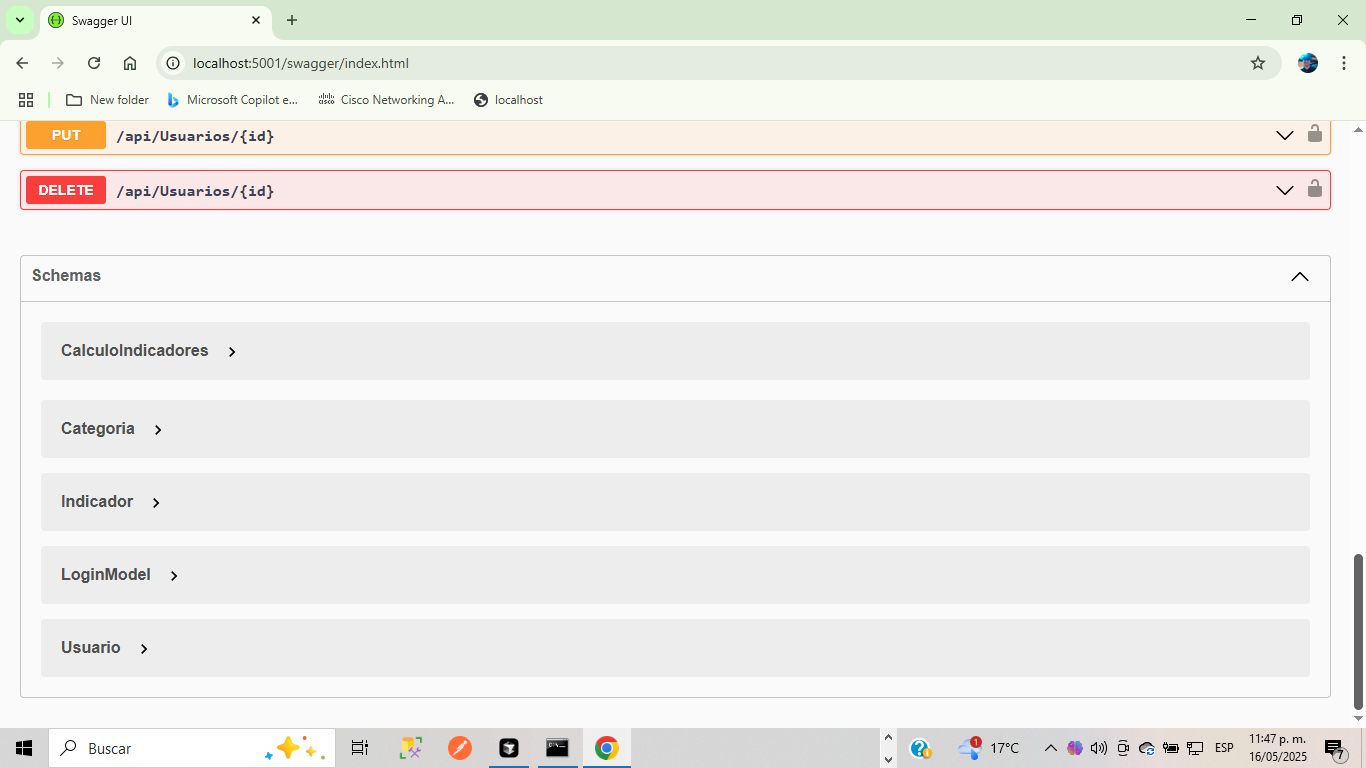 Swagger UI
localhost:5001/swagger/index.html
New folder
Microsoft Copilot e...
Cisco Networking A...
localhost
PUT /api/Usuarios/{id}
DELETE /api/Usuarios/{id}
Schemas
CalculoIndicadores
Categoria
Indicador
LoginModel
Usuario
Buscar
1
17°C
ESP
11:47 p. m.
16/05/2025
7